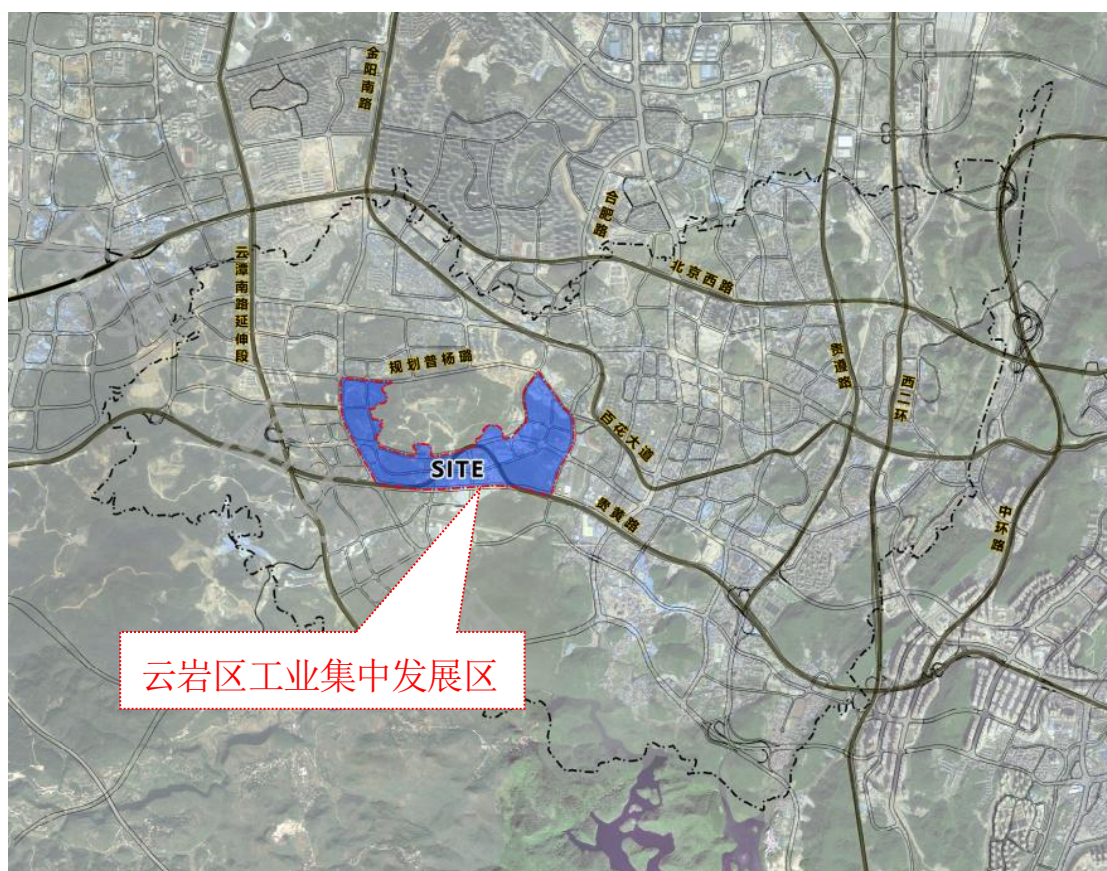 金阳南路
合肥路
北京西路
云潭南路延伸段
规划普杨路
贵遵路
西二环
百花大道
SITE
贵黄路
中环路
云岩区工业集中发展区